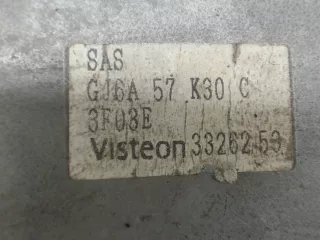 SAS
GJ6A 57 K30 C
3F03E
Visteon 33262 59